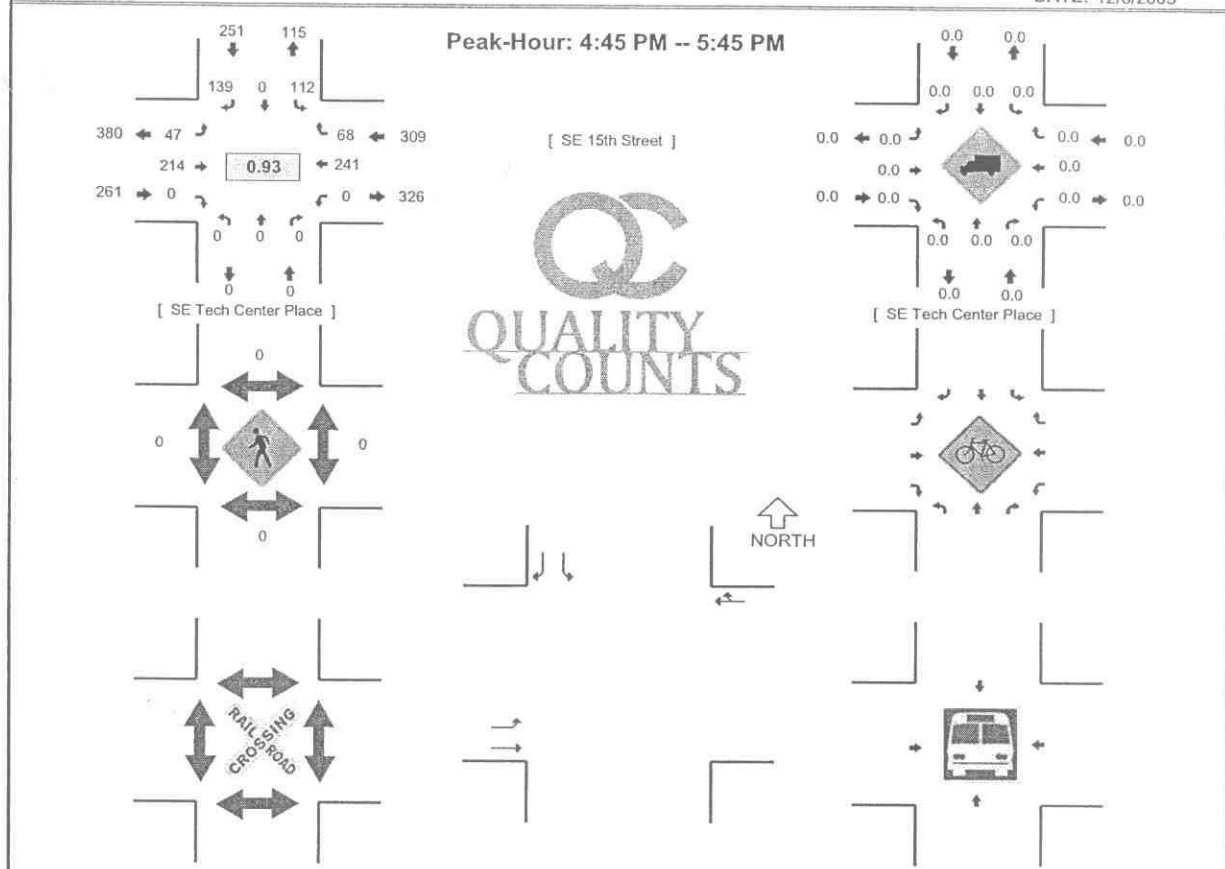 Peak-Hour: 4:45 PM -- 5:45 PM
251 115
139 0 112
380 47 68 309
214 0.93 241
261 0 0 326
0 0 0
0 0
[ SE Tech Center Place ]
[ SE 15th Street ]
QC
QUALITY
COUNTS
0.0 0.0
0.0 0.0 0.0
0.0 0.0 0.0 0.0
0.0 0.0
0.0 0.0 0.0 0.0
0.0 0.0 0.0
0.0 0.0
[ SE Tech Center Place ]
0
0 0
0
NORTH
RAIL ROAD
CROSSING